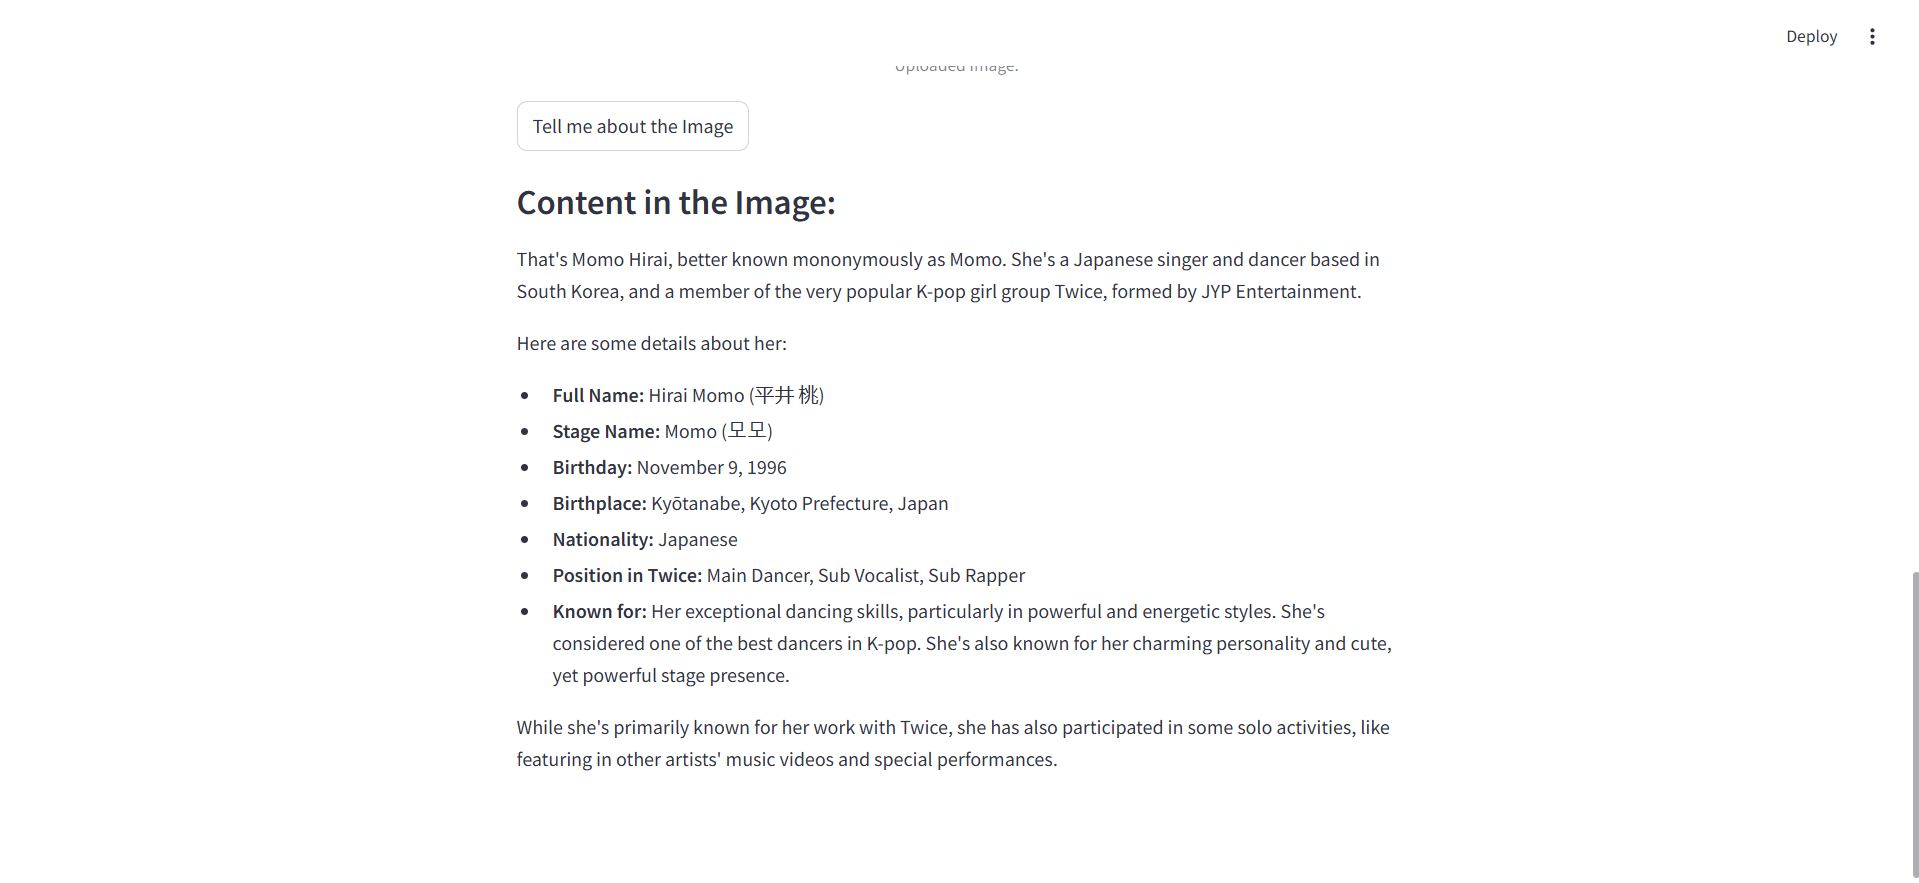 Deploy
Uploaded Image.
Tell me about the Image
Content in the Image:
That's Momo Hirai, better known mononymously as Momo. She's a Japanese singer and dancer based in
South Korea, and a member of the very popular K-pop girl group Twice, formed by JYP Entertainment.
Here are some details about her:
• Full Name: Hirai Momo (平井 桃)
• Stage Name: Momo (모모)
• Birthday: November 9, 1996
• Birthplace: Kyōtanabe, Kyoto Prefecture, Japan
• Nationality: Japanese
• Position in Twice: Main Dancer, Sub Vocalist, Sub Rapper
• Known for: Her exceptional dancing skills, particularly in powerful and energetic styles. She's
considered one of the best dancers in K-pop. She's also known for her charming personality and cute,
yet powerful stage presence.
While she's primarily known for her work with Twice, she has also participated in some solo activities, like
featuring in other artists' music videos and special performances.